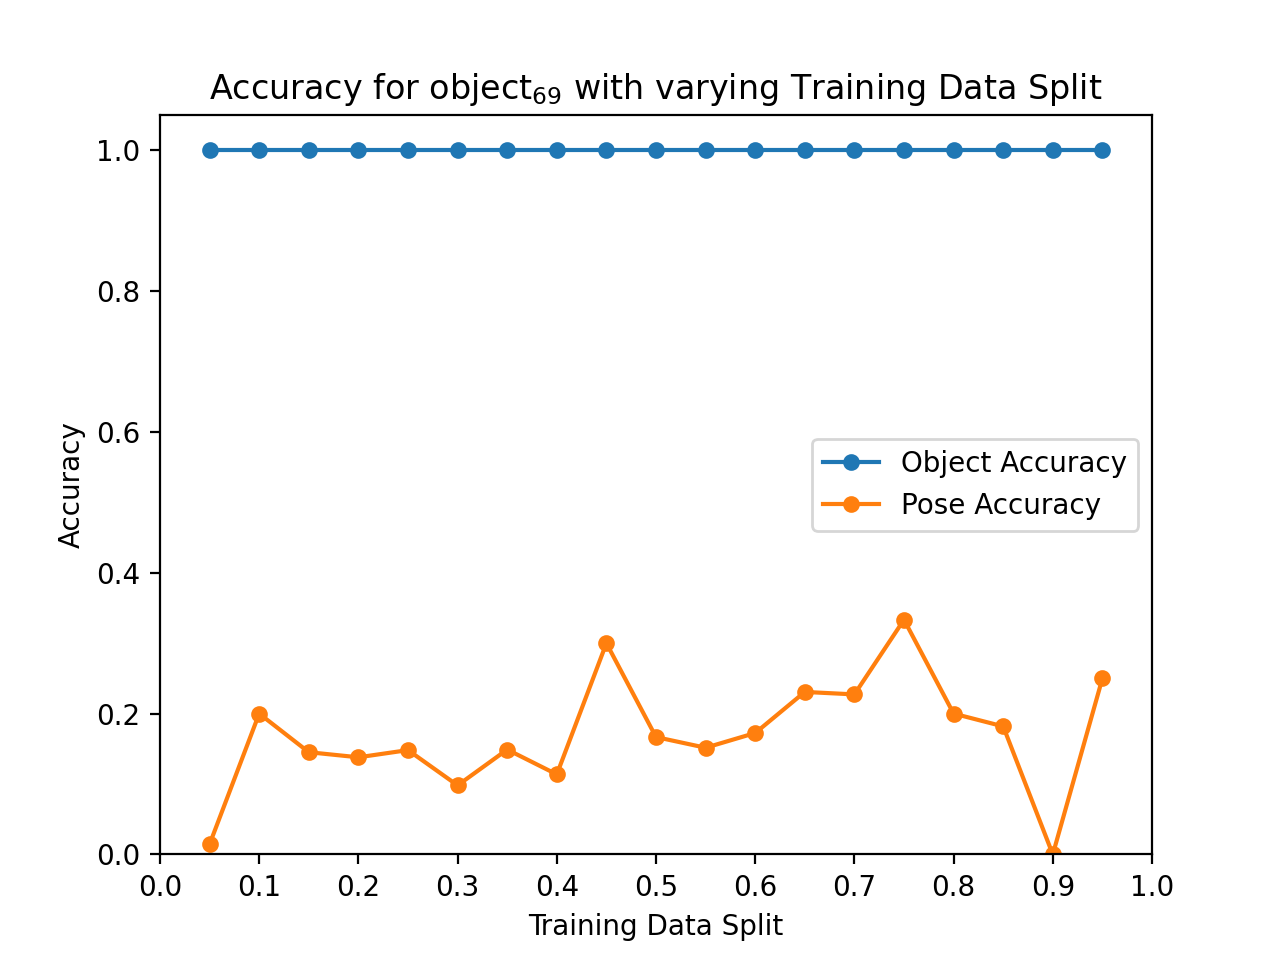 Accuracy for object₆₉ with varying Training Data Split
1.0
0.8
0.6
0.4
0.2
0.0
Accuracy
Object Accuracy
Pose Accuracy
0.0 0.1 0.2 0.3 0.4 0.5 0.6 0.7 0.8 0.9 1.0
Training Data Split